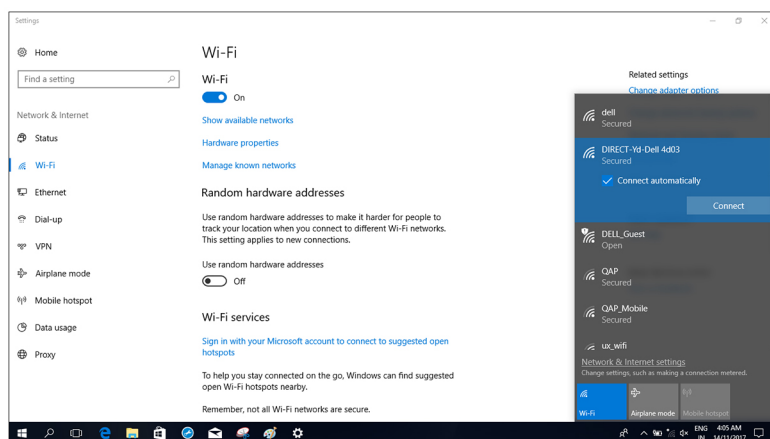 Settings
Home
Find a setting
Network & Internet
Status
Wi-Fi
Ethernet
Dial-up
VPN
Airplane mode
Mobile hotspot
Data usage
Proxy
Wi-Fi
Wi-Fi
On
Show available networks
Hardware properties
Manage known networks
Random hardware addresses
Use random hardware addresses to make it harder for people to
track your location when you connect to different Wi-Fi networks.
This setting applies to new connections.
Use random hardware addresses
Off
Wi-Fi services
Sign in with your Microsoft account to connect to suggested open
hotspots
To help you stay connected on the go, Windows can find suggested
open Wi-Fi hotspots nearby.
Remember, not all Wi-Fi networks are secure.
Related settings
Change adapter options
dell
Secured
DIRECT-Yd-Dell 4d03
Secured
Connect automatically
Connect
DELL_Guest
Open
QAP
Secured
QAP_Mobile
Secured
ux_wifi
Network & Internet settings
Change settings, such as making a connection metered.
Wi-Fi
Airplane mode
Mobile hotspot
ENG
IN
4:05 AM
14/11/2017